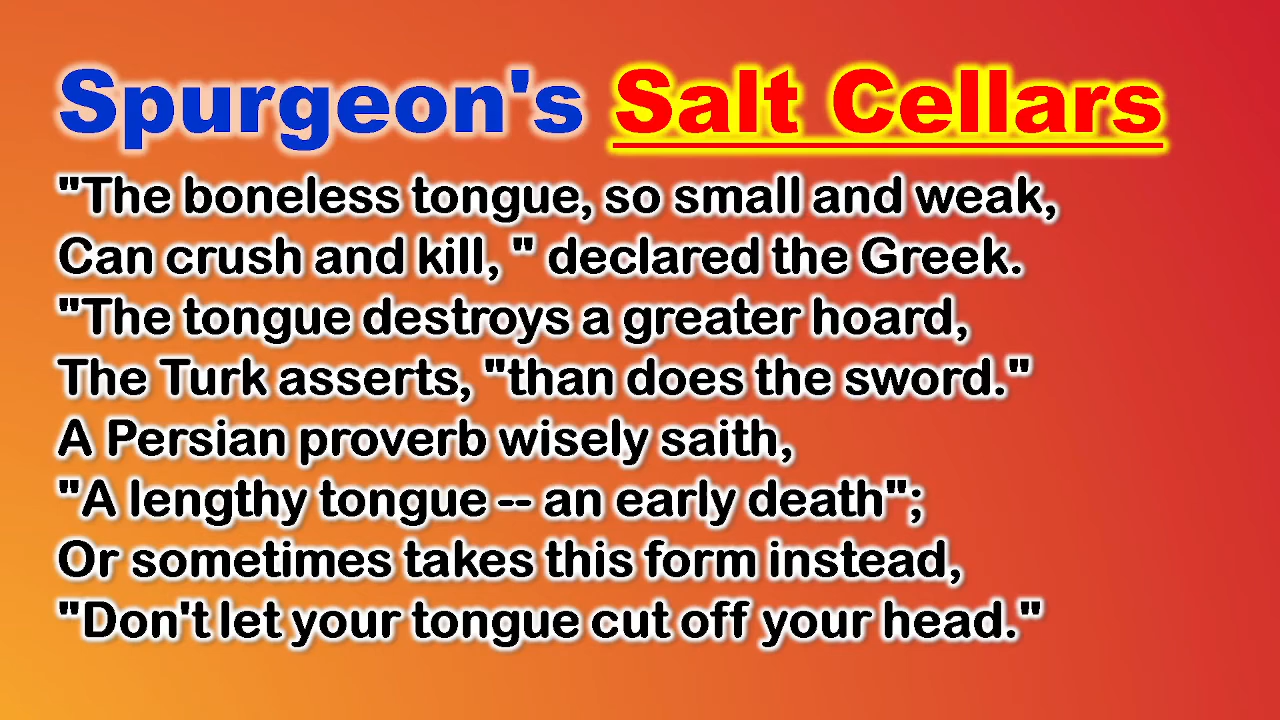 Spurgeon's Salt Cellars
"The boneless tongue, so small and weak,
Can crush and kill, " declared the Greek.
"The tongue destroys a greater hoard,
The Turk asserts, "than does the sword."
A Persian proverb wisely saith,
"A lengthy tongue -- an early death";
Or sometimes takes this form instead,
"Don't let your tongue cut off your head."